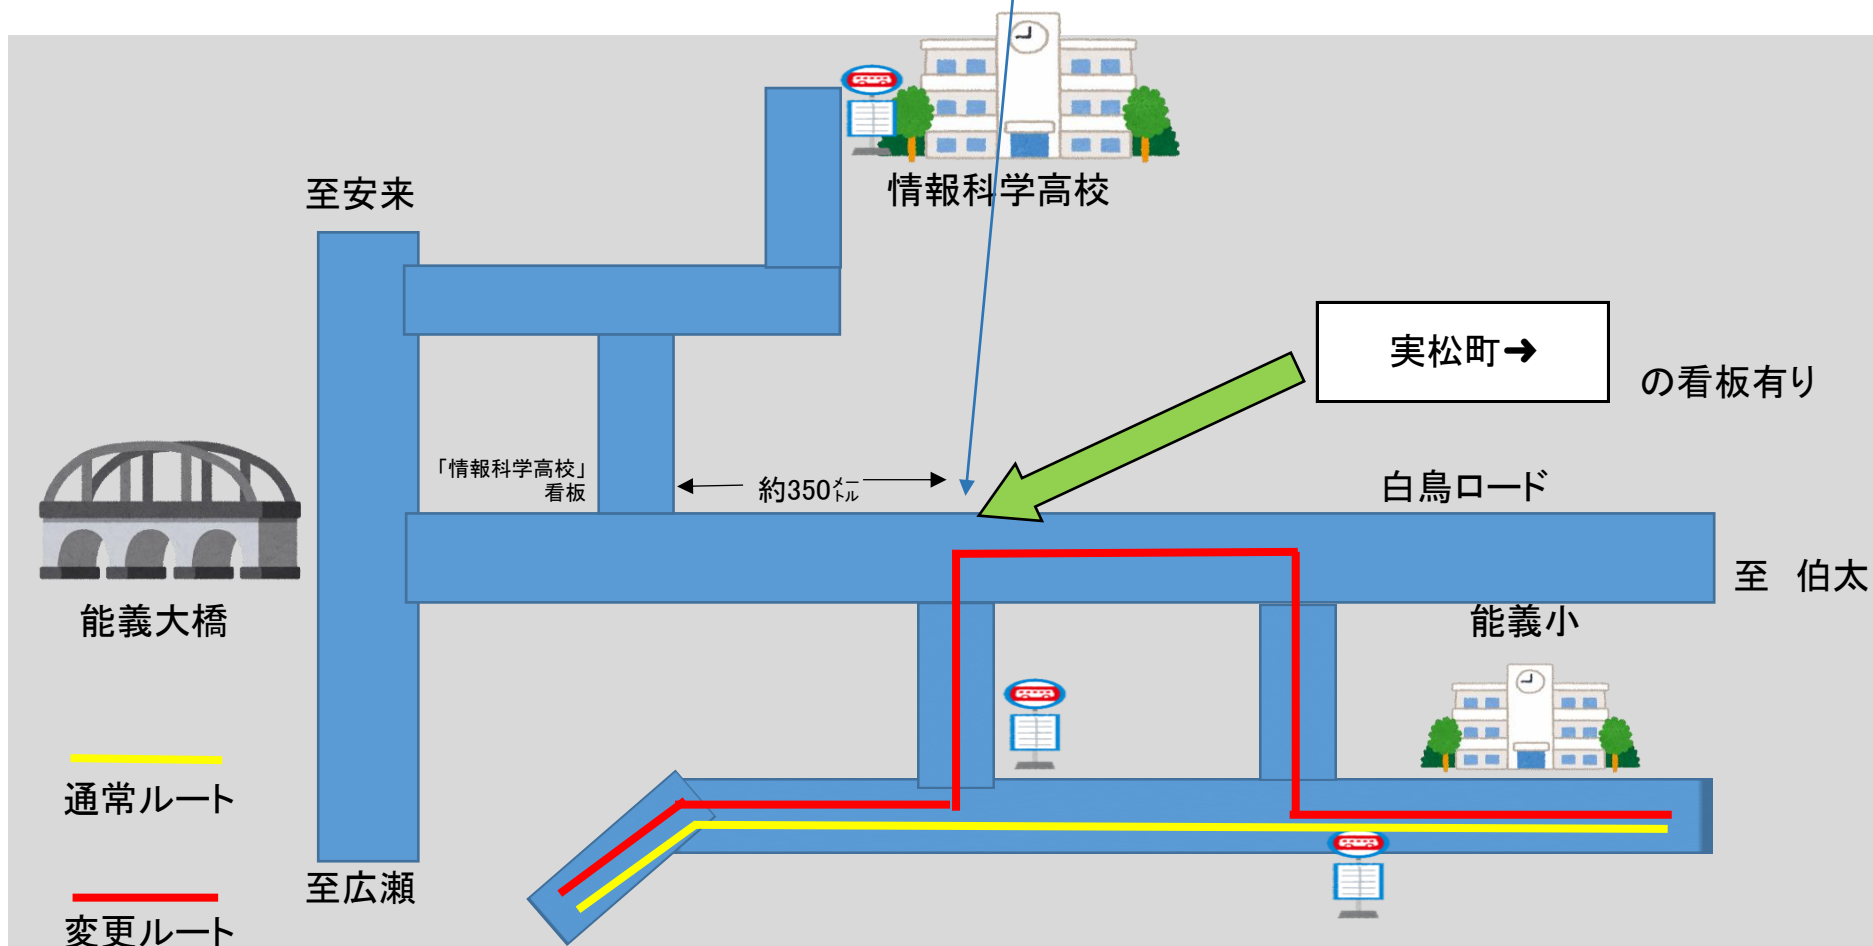 情報科学高校
至安来
実松町→
の看板有り
「情報科学高校」
看板
約350メートル
白鳥ロード
至　伯太
能義大橋
能義小
通常ルート
至広瀬
変更ルート